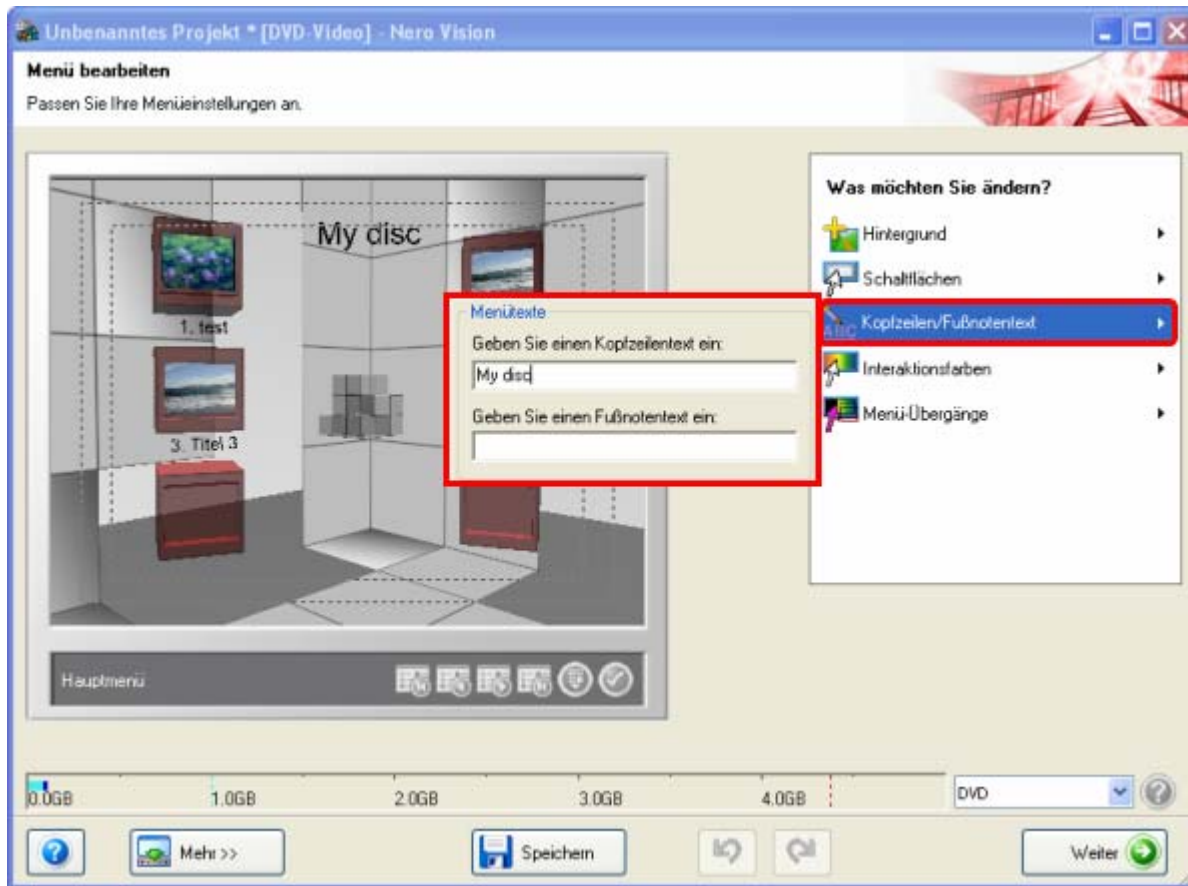 Unbenanntes Projekt * [DVD-Video] - Nero Vision
Menü bearbeiten
Passen Sie Ihre Menüeinstellungen an.
My disc
1. test
3. Titel 3
Hauptmenü
Menütexte
Geben Sie einen Kopfzeilentext ein:
My disc
Geben Sie einen Fußnotentext ein:
Was möchten Sie ändern?
Hintergrund
Schaltflächen
ABC
Kopfzeilen/Fußnotentext
Interaktionsfarben
Menü-Übergänge
0.0GB 1.0GB 2.0GB 3.0GB 4.0GB
DVD
Mehr >>
Speichern
Weiter